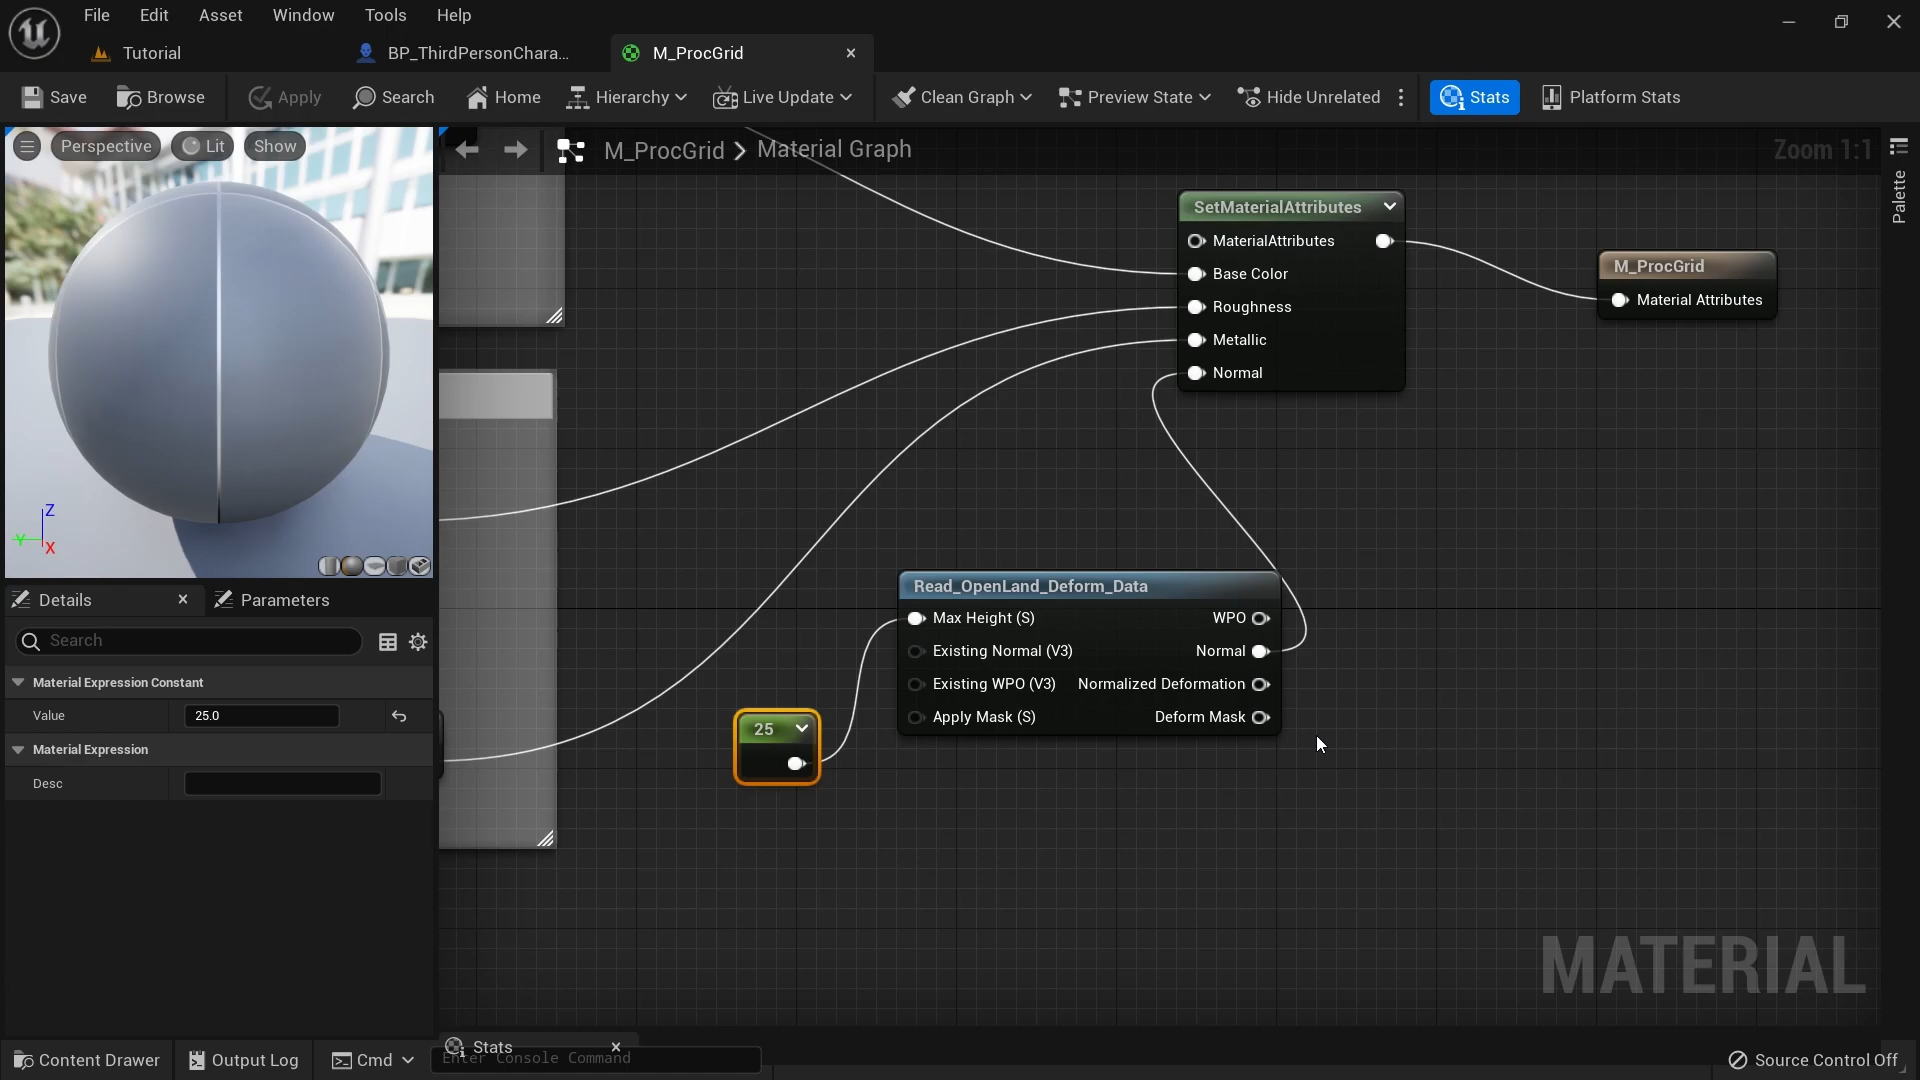 File Edit Asset Window Tools Help
Tutorial BP_ThirdPersonChara... M_ProcGrid
Save Browse Apply Search Home Hierarchy Live Update Clean Graph Preview State Hide Unrelated Stats Platform Stats
Perspective Lit Show
M_ProcGrid > Material Graph
Zoom 1:1
Palette
SetMaterialAttributes
MaterialAttributes
Base Color
Roughness
Metallic
Normal
M_ProcGrid
Material Attributes
Z
Y
X
Read_OpenLand_Deform_Data
Max Height (S) WPO
Existing Normal (V3) Normal
Existing WPO (V3) Normalized Deformation
Apply Mask (S) Deform Mask
25
Details Parameters
Search
Material Expression Constant
Value 25.0
Material Expression
Desc
MATERIAL
Stats
Content Drawer Output Log Cmd Enter Console Command Source Control Off